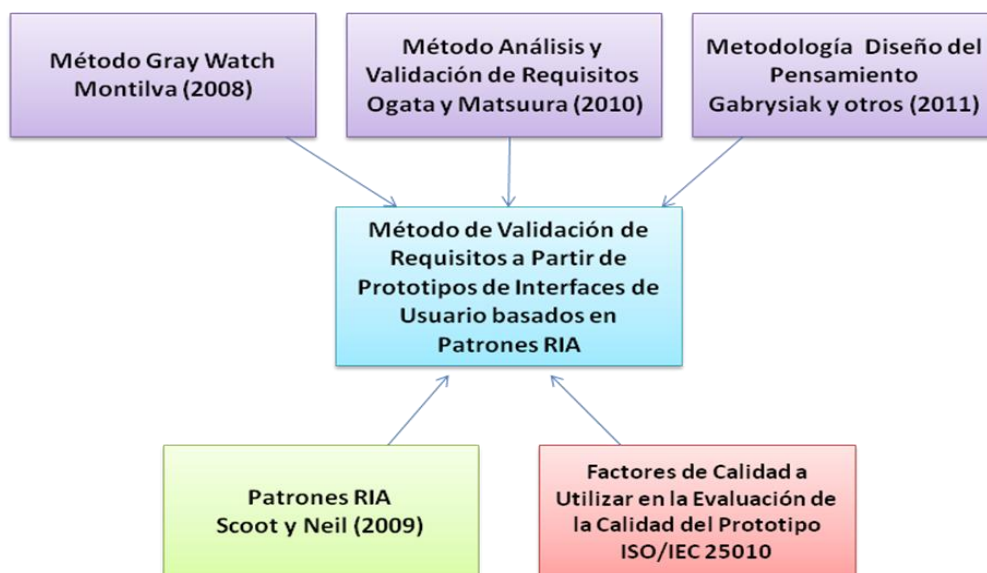 Método Gray Watch
Montilva (2008)
Método Análisis y
Validación de Requisitos
Ogata y Matsuura (2010)
Metodología Diseño del
Pensamiento
Gabrysiak y otros (2011)
Método de Validación de
Requisitos a Partir de
Prototipos de Interfaces de
Usuario basados en
Patrones RIA
Patrones RIA
Scoot y Neil (2009)
Factores de Calidad a
Utilizar en la Evaluación de
la Calidad del Prototipo
ISO/IEC 25010